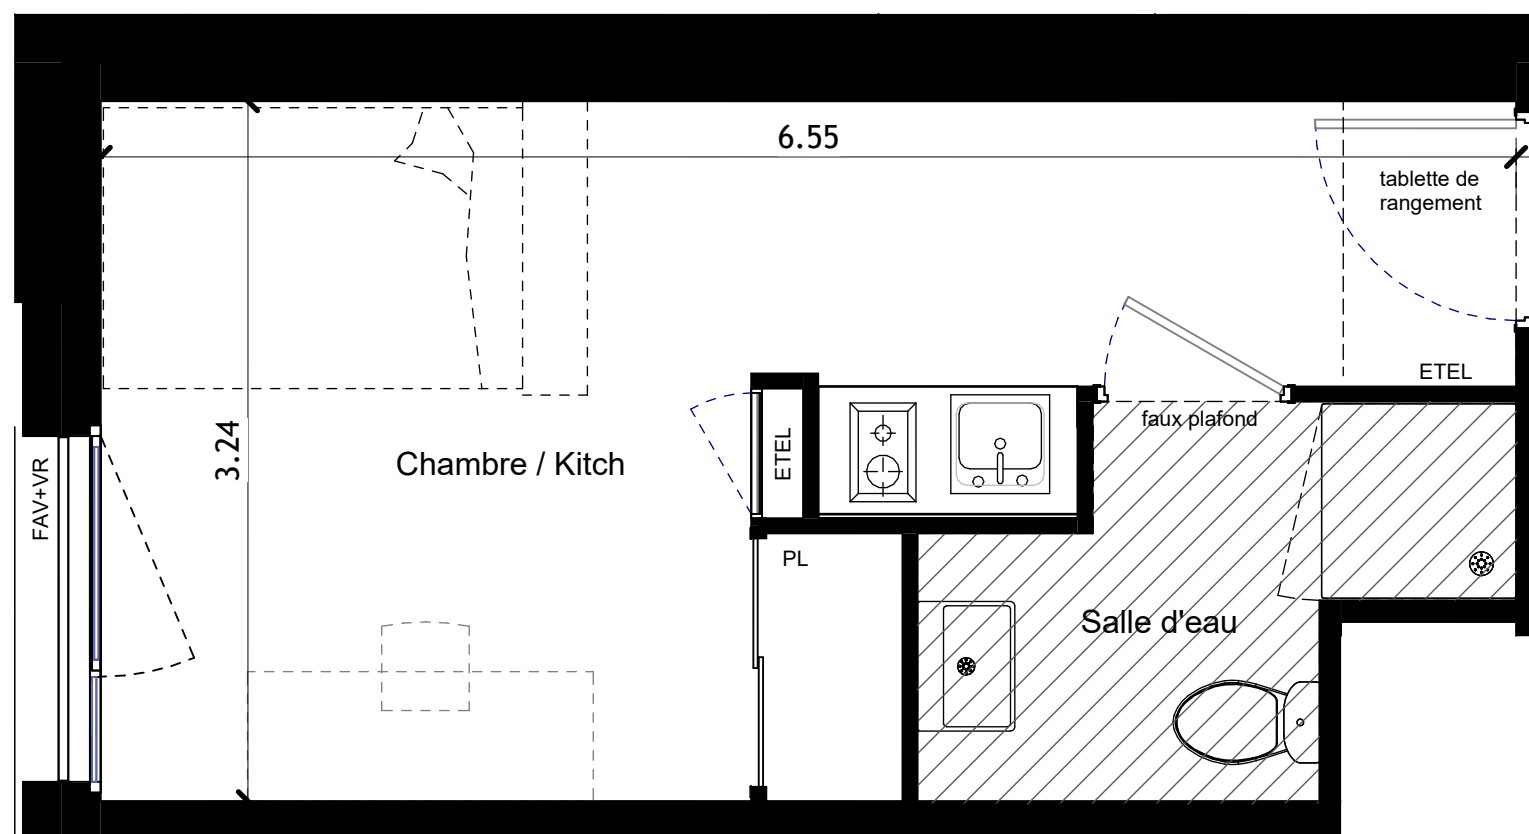 6.55
tablette de
rangement
ETEL
faux plafond
3.24
Chambre / Kitch
ETEL
FAV+VR
PL
Salle d'eau